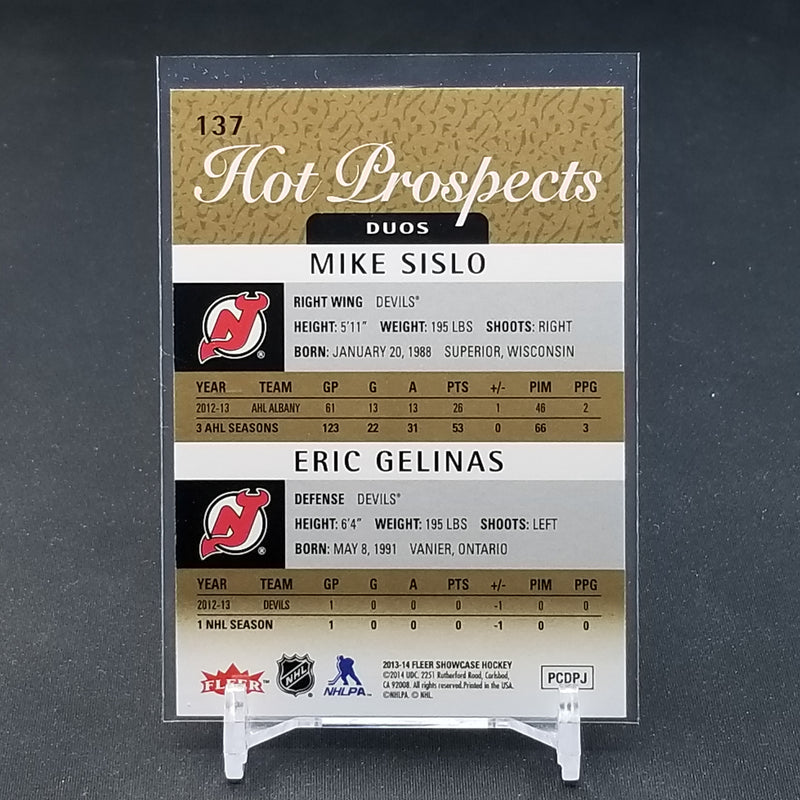 137
Hot Prospects
DUOS
MIKE SISLO
RIGHT WING DEVILS®
HEIGHT: 5'11" WEIGHT: 195 LBS SHOOTS: RIGHT
BORN: JANUARY 20, 1988 SUPERIOR, WISCONSIN
YEAR TEAM GP G A PTS +/- PIM PPG
2012-13 AHL ALBANY 61 13 13 26 1 46 2
3 AHL SEASONS 123 22 31 53 0 66 3
ERIC GELINAS
DEFENSE DEVILS®
HEIGHT: 6'4" WEIGHT: 195 LBS SHOOTS: LEFT
BORN: MAY 8, 1991 VANIER, ONTARIO
YEAR TEAM GP G A PTS +/- PIM PPG
2012-13 DEVILS 1 0 0 0 -1 0 0
1 NHL SEASON 1 0 0 0 -1 0 0
FLEER
NHL
NHLPA
2013-14 FLEER SHOWCASE HOCKEY
©2014 UDC. 2251 Rutherford Road, Carlsbad,
CA 92008. All rights reserved. Printed in the USA.
©NHLPA. © NHL.
PCDPJ